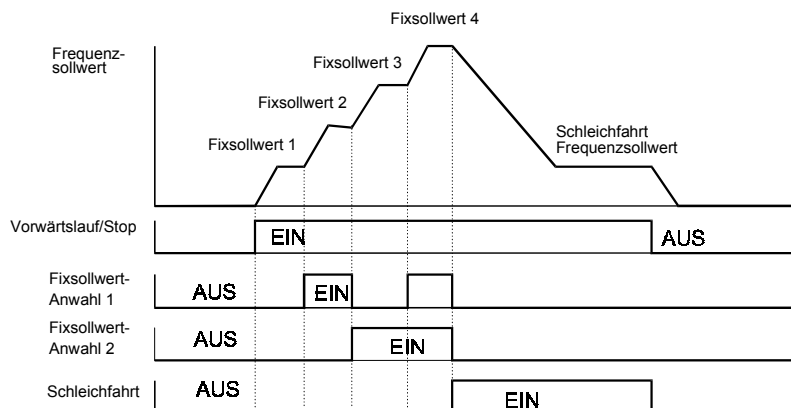 Fixsollwert 4
Frequenz-
sollwert
Fixsollwert 3
Fixsollwert 2
Fixsollwert 1
Schleichfahrt
Frequenzsollwert
Vorwärtslauf/Stop
EIN
AUS
Fixsollwert-
Anwahl 1
AUS
EIN
Fixsollwert-
Anwahl 2
AUS
EIN
Schleichfahrt
AUS
EIN